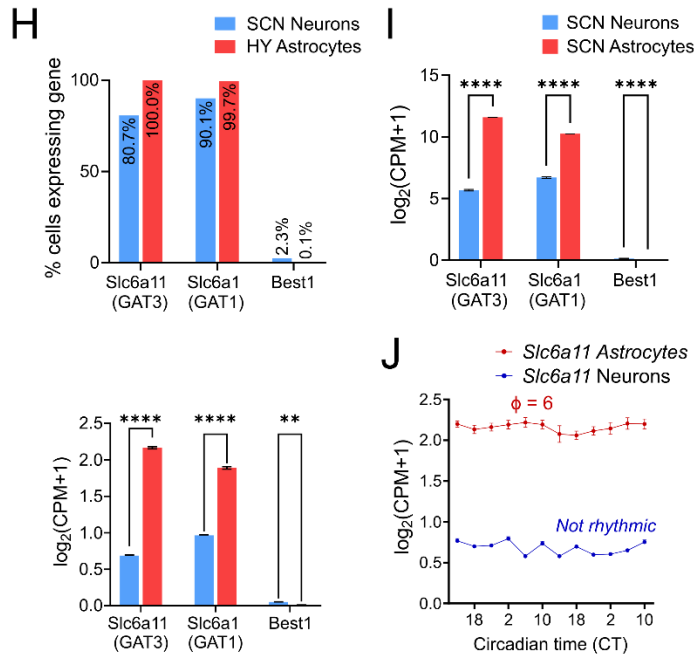 H
SCN Neurons
HY Astrocytes
% cells expressing gene
100
50
0
80.7%
100.0%
90.1%
99.7%
2.3%
0.1%
Slc6a11
(GAT3)
Slc6a1
(GAT1)
Best1
I
SCN Neurons
SCN Astrocytes
log₂(CPM+1)
15
10
5
0
**** **** ****
Slc6a11
(GAT3)
Slc6a1
(GAT1)
Best1
log₂(CPM+1)
2.5
2.0
1.5
1.0
0.5
0.0
**** **** **
Slc6a11
(GAT3)
Slc6a1
(GAT1)
Best1
J
Slc6a11 Astrocytes
Slc6a11 Neurons
ϕ = 6
Not rhythmic
log₂(CPM+1)
2.5
2.0
1.5
1.0
0.5
0.0
18 2 10 18 2 10
Circadian time (CT)